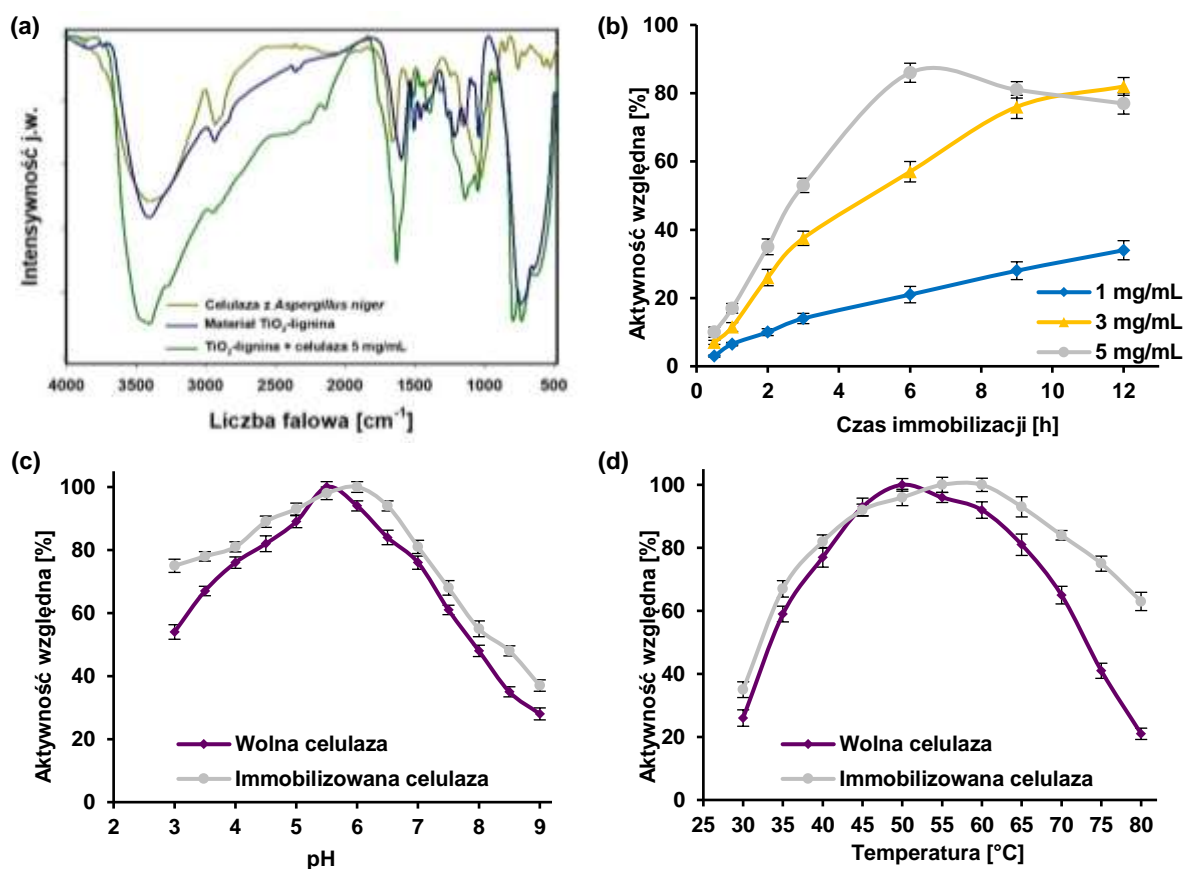 (a)
Intensywność j.w.
Celulaza z Aspergillus niger
Materiał TiO2-lignina
TiO2-lignina + celulaza 5 mg/mL
4000 3500 3000 2500 2000 1500 1000 500
Liczba falowa [cm-1]
(b)
Aktywność względna [%]
100
80
60
40
20
0
1 mg/mL
3 mg/mL
5 mg/mL
0 2 4 6 8 10 12
Czas immobilizacji [h]
(c)
Aktywność względna [%]
100
80
60
40
20
0
Wolna celulaza
Immobilizowana celulaza
2 3 4 5 6 7 8 9
pH
(d)
Aktywność względna [%]
100
80
60
40
20
0
Wolna celulaza
Immobilizowana celulaza
25 30 35 40 45 50 55 60 65 70 75 80
Temperatura [°C]